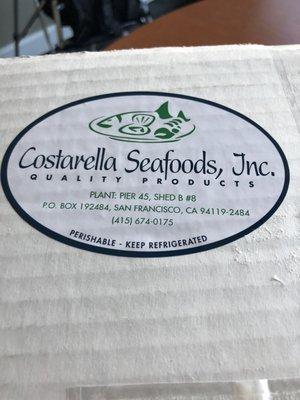 Costarella Seafoods, Inc.
QUALITY PRODUCTS
PLANT: PIER 45, SHED B #8
P.O. BOX 192484, SAN FRANCISCO, CA 94119-2484
(415) 674-0175
PERISHABLE - KEEP REFRIGERATED